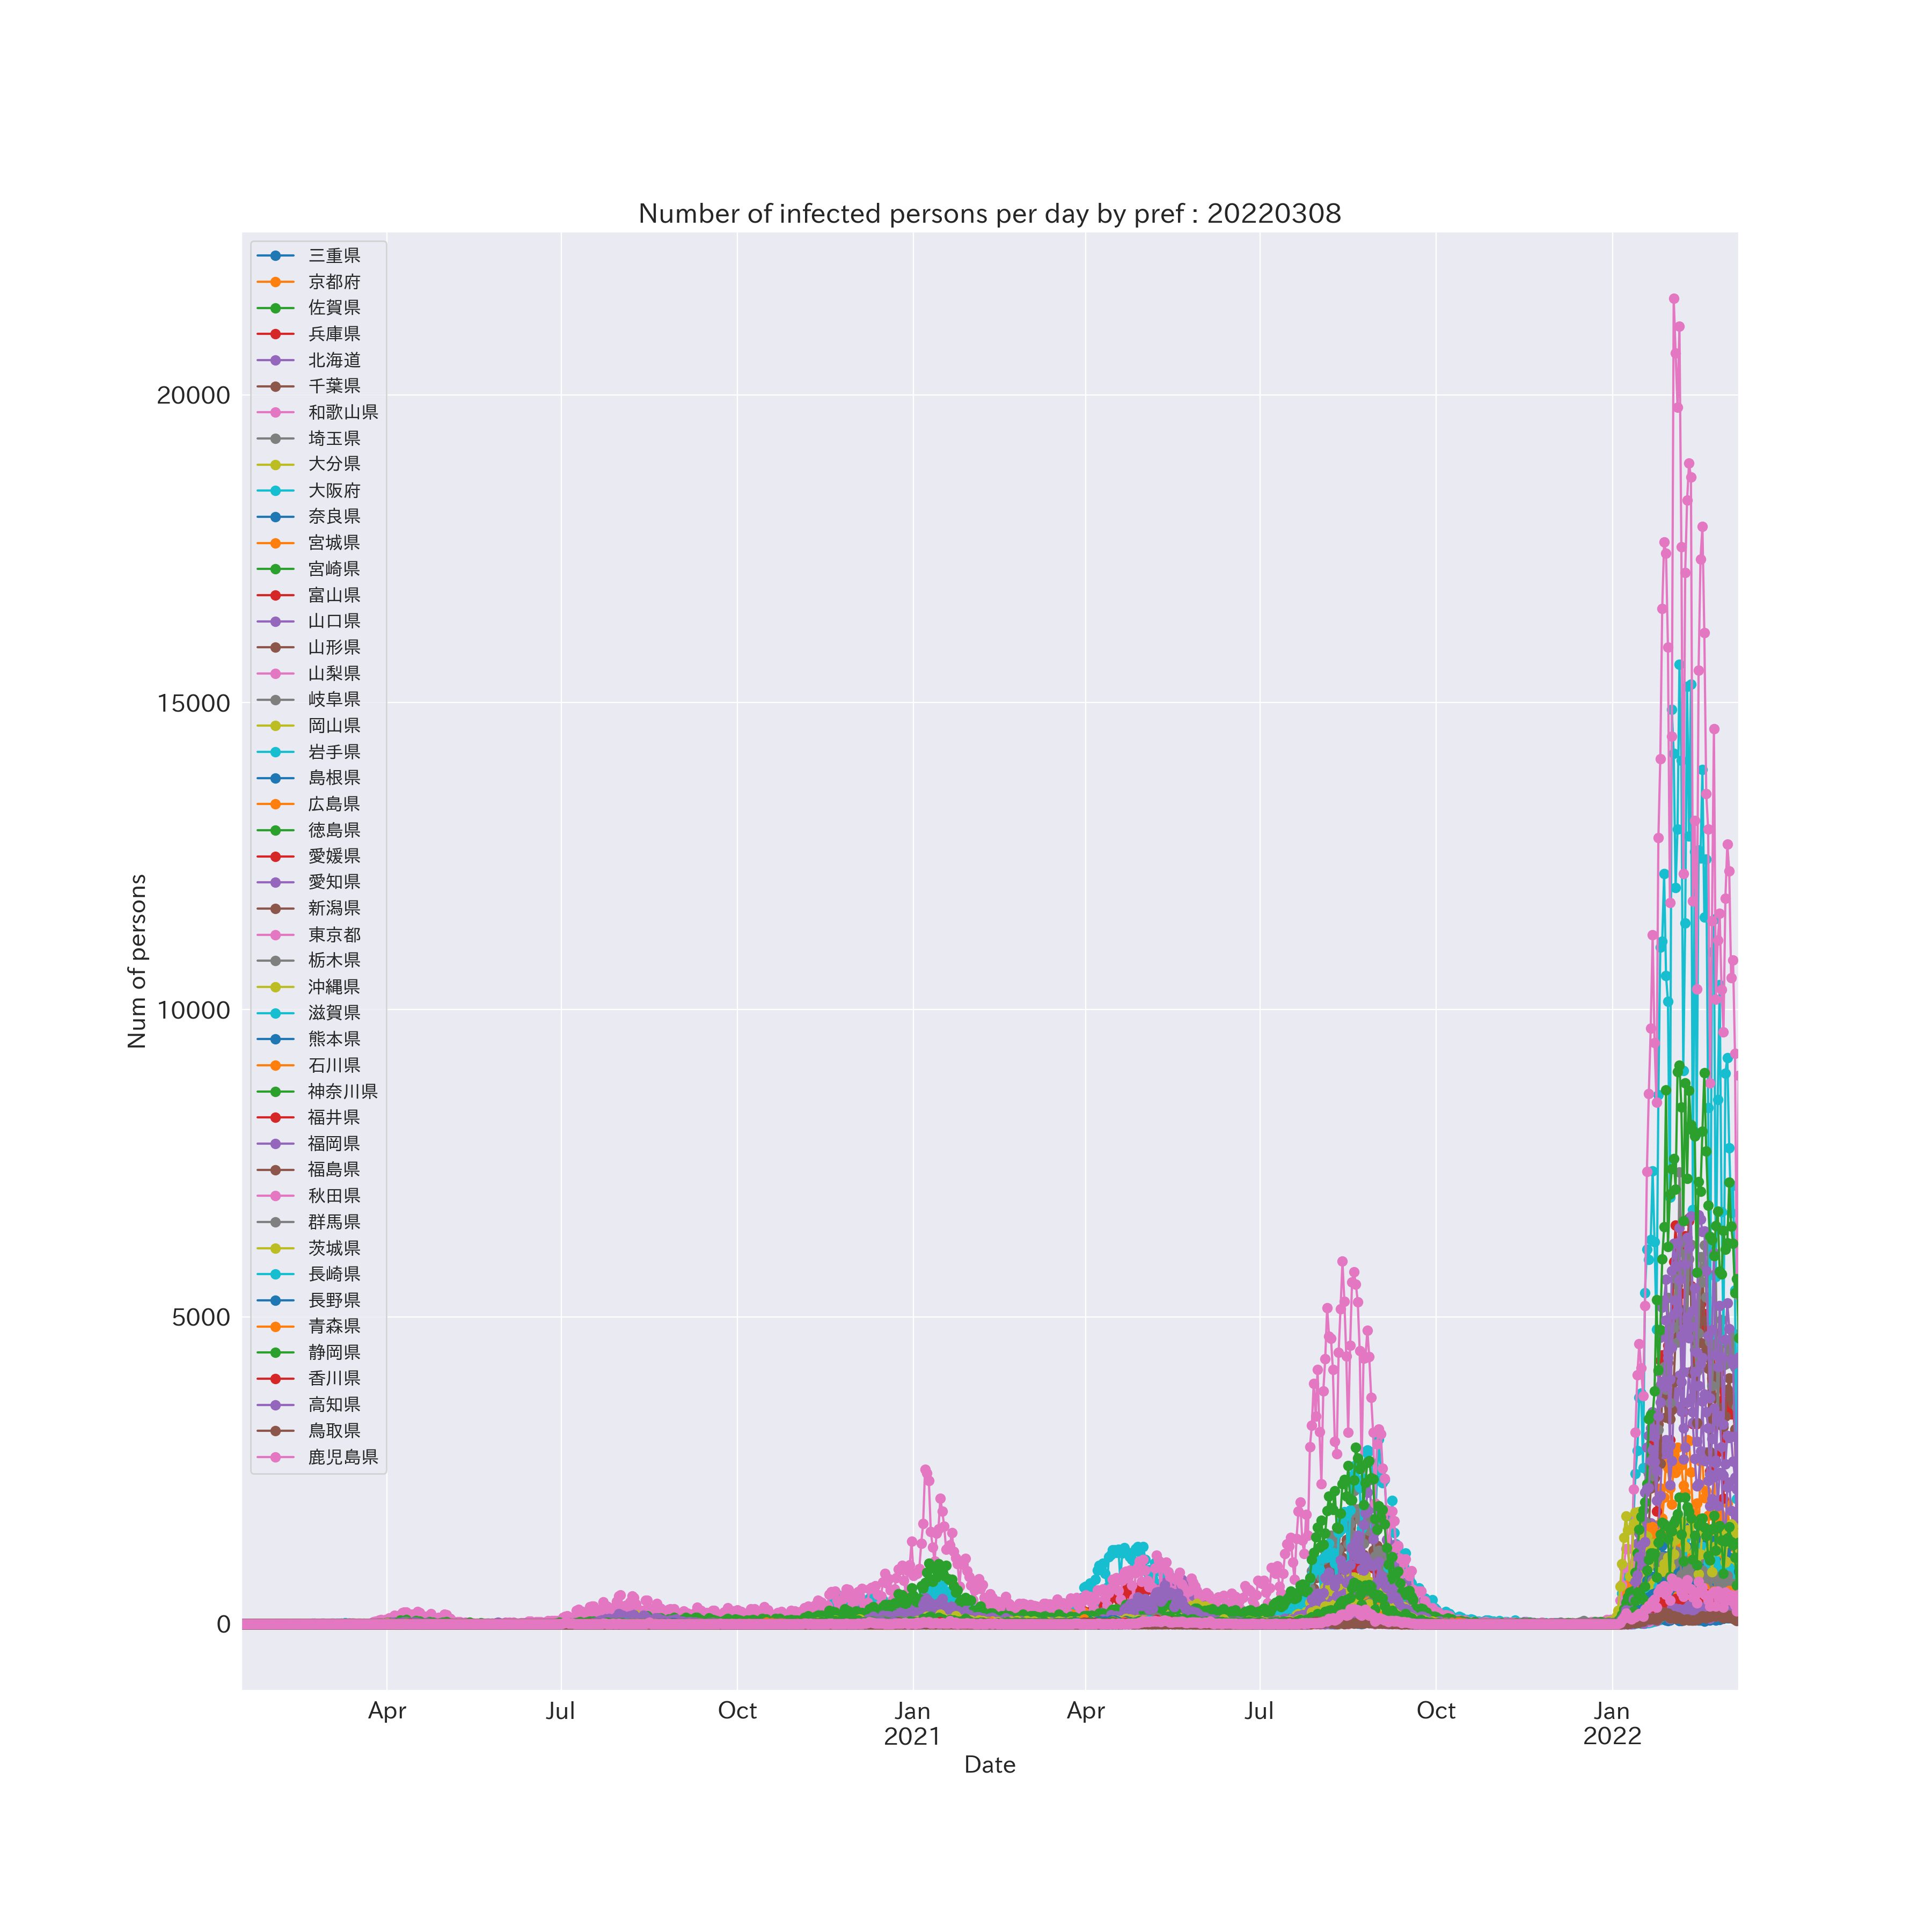 Number of infected persons per day by pref : 20220308
三重県
京都府
佐賀県
兵庫県
北海道
千葉県
和歌山県
埼玉県
大分県
大阪府
奈良県
宮城県
宮崎県
富山県
山口県
山形県
山梨県
岐阜県
岡山県
岩手県
島根県
広島県
徳島県
愛媛県
愛知県
新潟県
東京都
栃木県
沖縄県
滋賀県
熊本県
石川県
神奈川県
福井県
福岡県
福島県
秋田県
群馬県
茨城県
長崎県
長野県
青森県
静岡県
香川県
高知県
鳥取県
鹿児島県
Num of persons
20000
15000
10000
5000
0
Apr Jul Oct Jan Apr Jul Oct Jan
2021 2022
Date